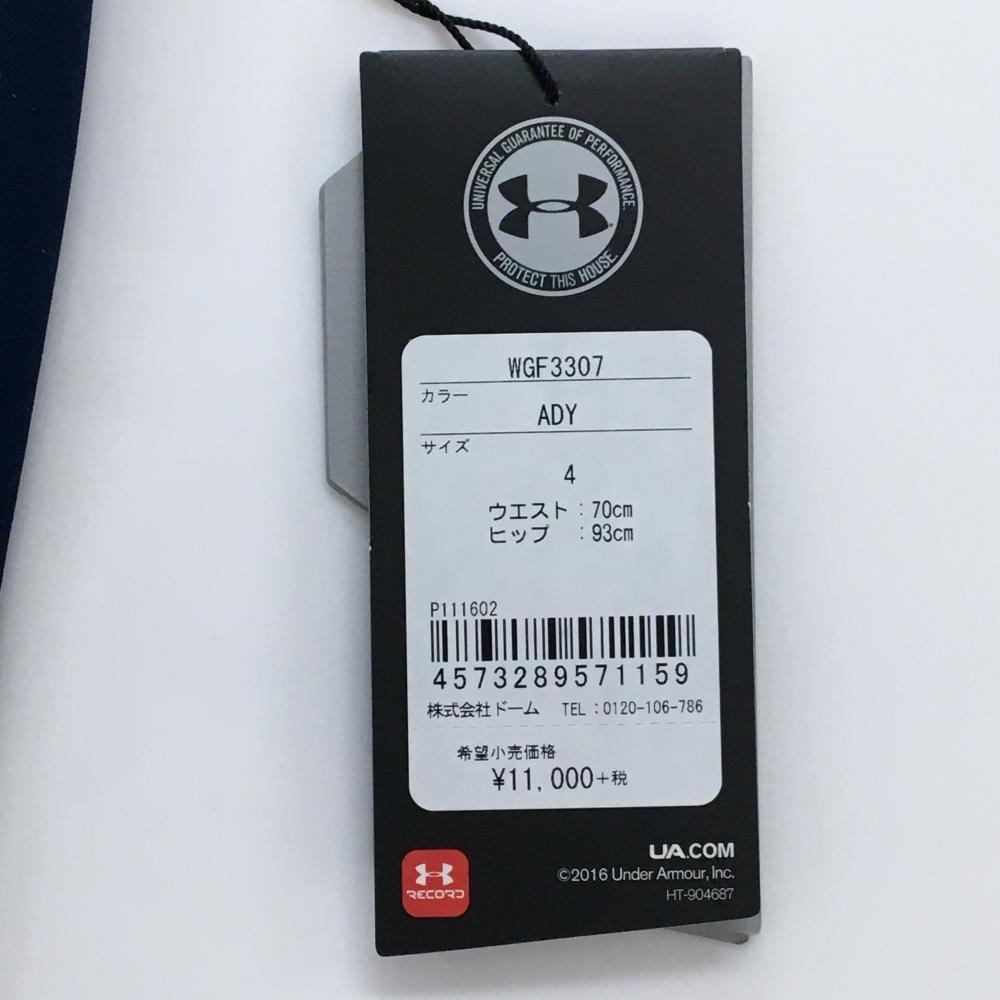 UNIVERSAL GUARANTEE OF PERFORMANCE.
PROTECT THIS HOUSE.
WGF3307
カラー
ADY
サイズ
4
ウエスト:70cm
ヒップ :93cm
P111602
4573289571159
株式会社ドーム TEL:0120-106-786
希望小売価格
¥11,000+税
RECORD
UA.COM
©2016 Under Armour, Inc.
HT-904687